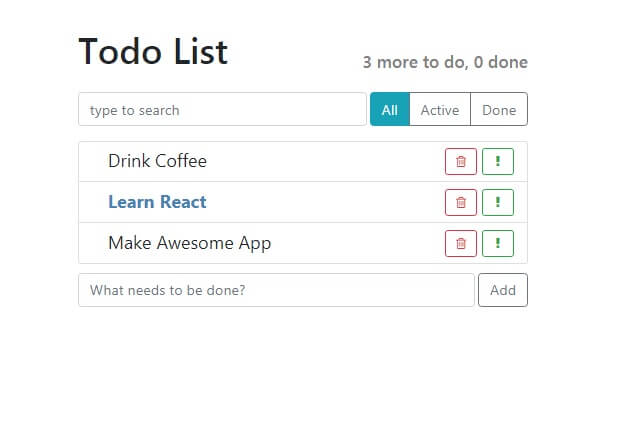 Todo List
3 more to do, 0 done
type to search
All Active Done
Drink Coffee
Learn React
Make Awesome App
What needs to be done? Add